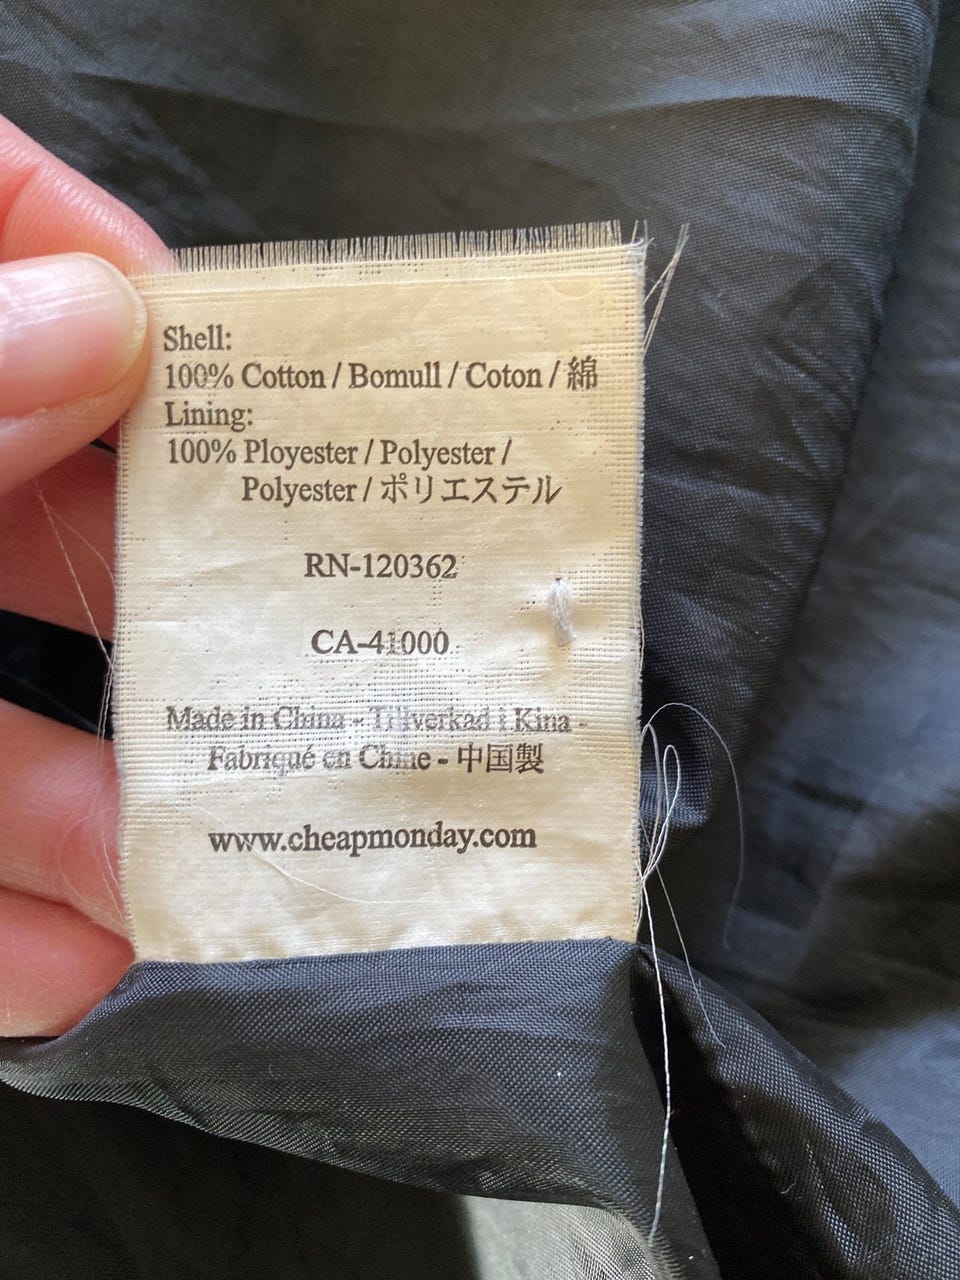 Shell:
100% Cotton / Bomull / Coton / 綿
Lining:
100% Ployester / Polyester /
Polyester / ポリエステル
RN-120362
CA-41000
Made in China - Tillverkad i Kina -
Fabriqué en Chine - 中国製
www.cheapmonday.com